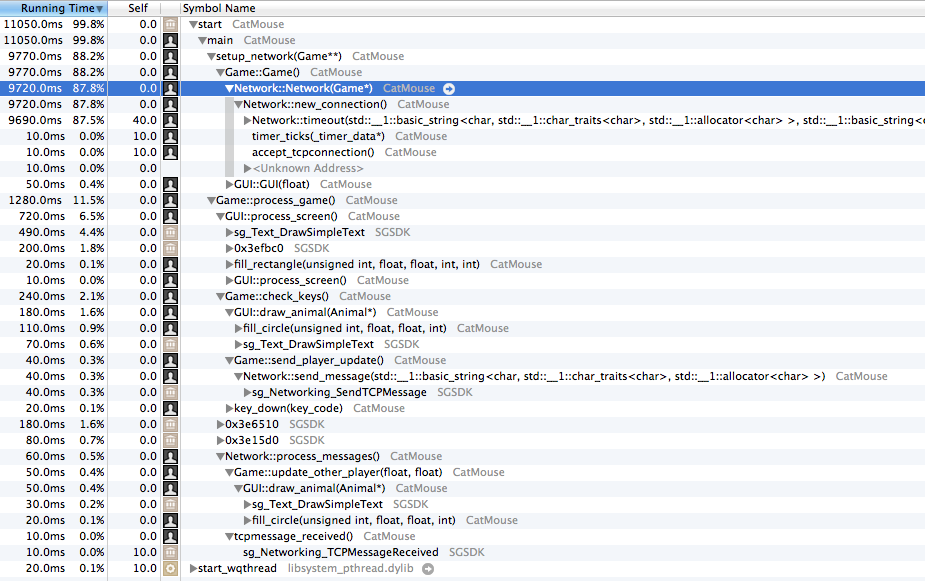 Running Time▼ Self Symbol Name
11050.0ms 99.8% 0.0 ▼start CatMouse
11050.0ms 99.8% 0.0 ▼main CatMouse
9770.0ms 88.2% 0.0 ▼setup_network(Game**) CatMouse
9770.0ms 88.2% 0.0 ▼Game::Game() CatMouse
9720.0ms 87.8% 0.0 ▼Network::Network(Game*) CatMouse
9720.0ms 87.8% 0.0 ▼Network::new_connection() CatMouse
9690.0ms 87.5% 40.0 ▶Network::timeout(std::__1::basic_string<char, std::__1::char_traits<char>, std::__1::allocator<char> >, std::__1::basic_string<
10.0ms 0.0% 10.0 timer_ticks(_timer_data*) CatMouse
10.0ms 0.0% 10.0 accept_tcpconnection() CatMouse
10.0ms 0.0% 0.0 ▶<Unknown Address>
50.0ms 0.4% 0.0 ▶GUI::GUI(float) CatMouse
1280.0ms 11.5% 0.0 ▼Game::process_game() CatMouse
720.0ms 6.5% 0.0 ▼GUI::process_screen() CatMouse
490.0ms 4.4% 0.0 ▶sg_Text_DrawSimpleText SGSDK
200.0ms 1.8% 0.0 ▶0x3efbc0 SGSDK
20.0ms 0.1% 0.0 ▶fill_rectangle(unsigned int, float, float, int, int) CatMouse
10.0ms 0.0% 0.0 ▶GUI::process_screen() CatMouse
240.0ms 2.1% 0.0 ▼Game::check_keys() CatMouse
180.0ms 1.6% 0.0 ▼GUI::draw_animal(Animal*) CatMouse
110.0ms 0.9% 0.0 ▶fill_circle(unsigned int, float, float, int) CatMouse
70.0ms 0.6% 0.0 ▶sg_Text_DrawSimpleText SGSDK
40.0ms 0.3% 0.0 ▼Game::send_player_update() CatMouse
40.0ms 0.3% 0.0 ▼Network::send_message(std::__1::basic_string<char, std::__1::char_traits<char>, std::__1::allocator<char> >) CatMouse
40.0ms 0.3% 0.0 ▶sg_Networking_SendTCPMessage SGSDK
20.0ms 0.1% 0.0 ▶key_down(key_code) CatMouse
180.0ms 1.6% 0.0 ▶0x3e6510 SGSDK
80.0ms 0.7% 0.0 ▶0x3e15d0 SGSDK
60.0ms 0.5% 0.0 ▼Network::process_messages() CatMouse
50.0ms 0.4% 0.0 ▼Game::update_other_player(float, float) CatMouse
50.0ms 0.4% 0.0 ▼GUI::draw_animal(Animal*) CatMouse
30.0ms 0.2% 0.0 ▶sg_Text_DrawSimpleText SGSDK
20.0ms 0.1% 0.0 ▶fill_circle(unsigned int, float, float, int) CatMouse
10.0ms 0.0% 0.0 ▼tcpmessage_received() CatMouse
10.0ms 0.0% 10.0 sg_Networking_TCPMessageReceived SGSDK
20.0ms 0.1% 10.0 ▶start_wqthread libsystem_pthread.dylib